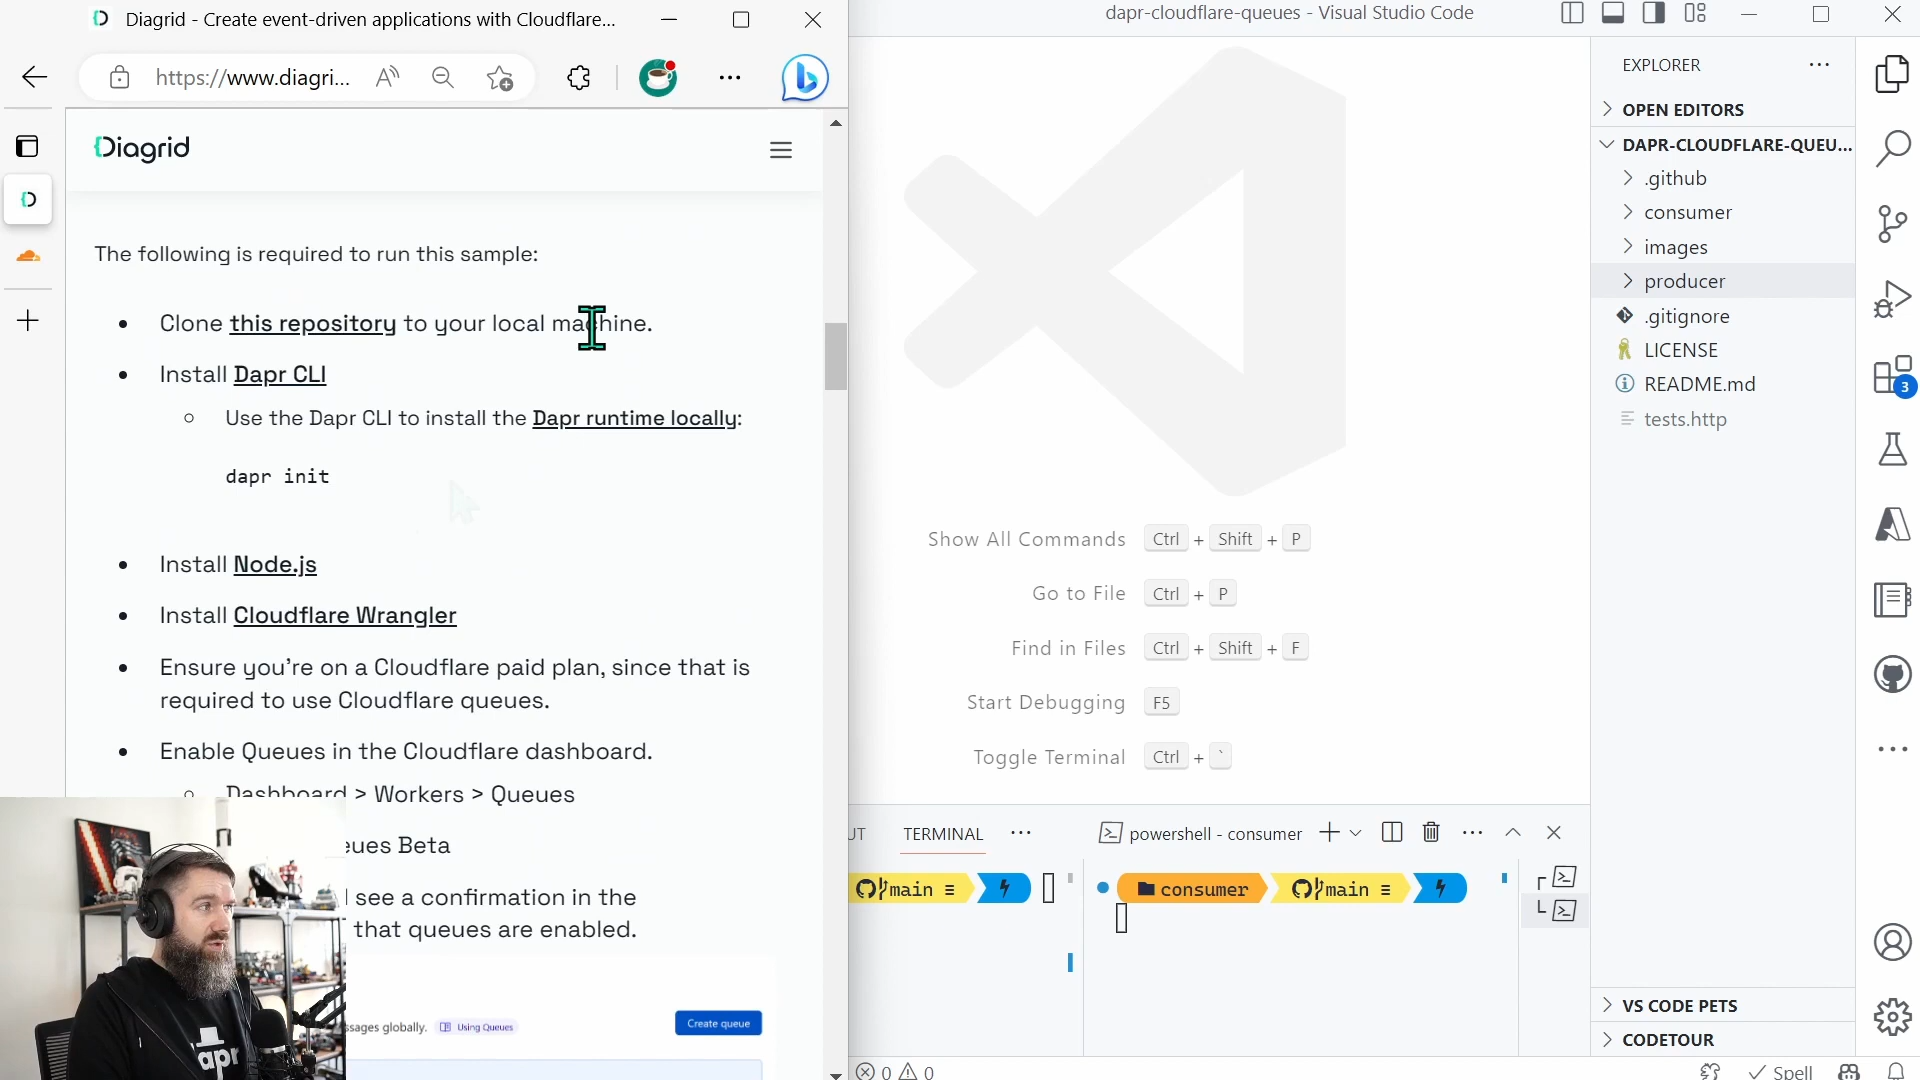 Diagrid - Create event-driven applications with Cloudflare...
https://www.diagri...
Diagrid
The following is required to run this sample:
Clone this repository to your local machine.
Install Dapr CLI
Use the Dapr CLI to install the Dapr runtime locally:
dapr init
Install Node.js
Install Cloudflare Wrangler
Ensure you're on a Cloudflare paid plan, since that is
required to use Cloudflare queues.
Enable Queues in the Cloudflare dashboard.
Dashboard > Workers > Queues
eues Beta
see a confirmation in the
that queues are enabled.
ssages globally. Using Queues Create queue
dapr-cloudflare-queues - Visual Studio Code
Show All Commands Ctrl + Shift + P
Go to File Ctrl + P
Find in Files Ctrl + Shift + F
Start Debugging F5
Toggle Terminal Ctrl + `
UT TERMINAL ... powershell - consumer
main ≡
consumer main ≡
0 0
Spell
EXPLORER
OPEN EDITORS
DAPR-CLOUDFLARE-QUEU...
.github
consumer
images
producer
.gitignore
LICENSE
README.md
tests.http
VS CODE PETS
CODETOUR
3
dapr